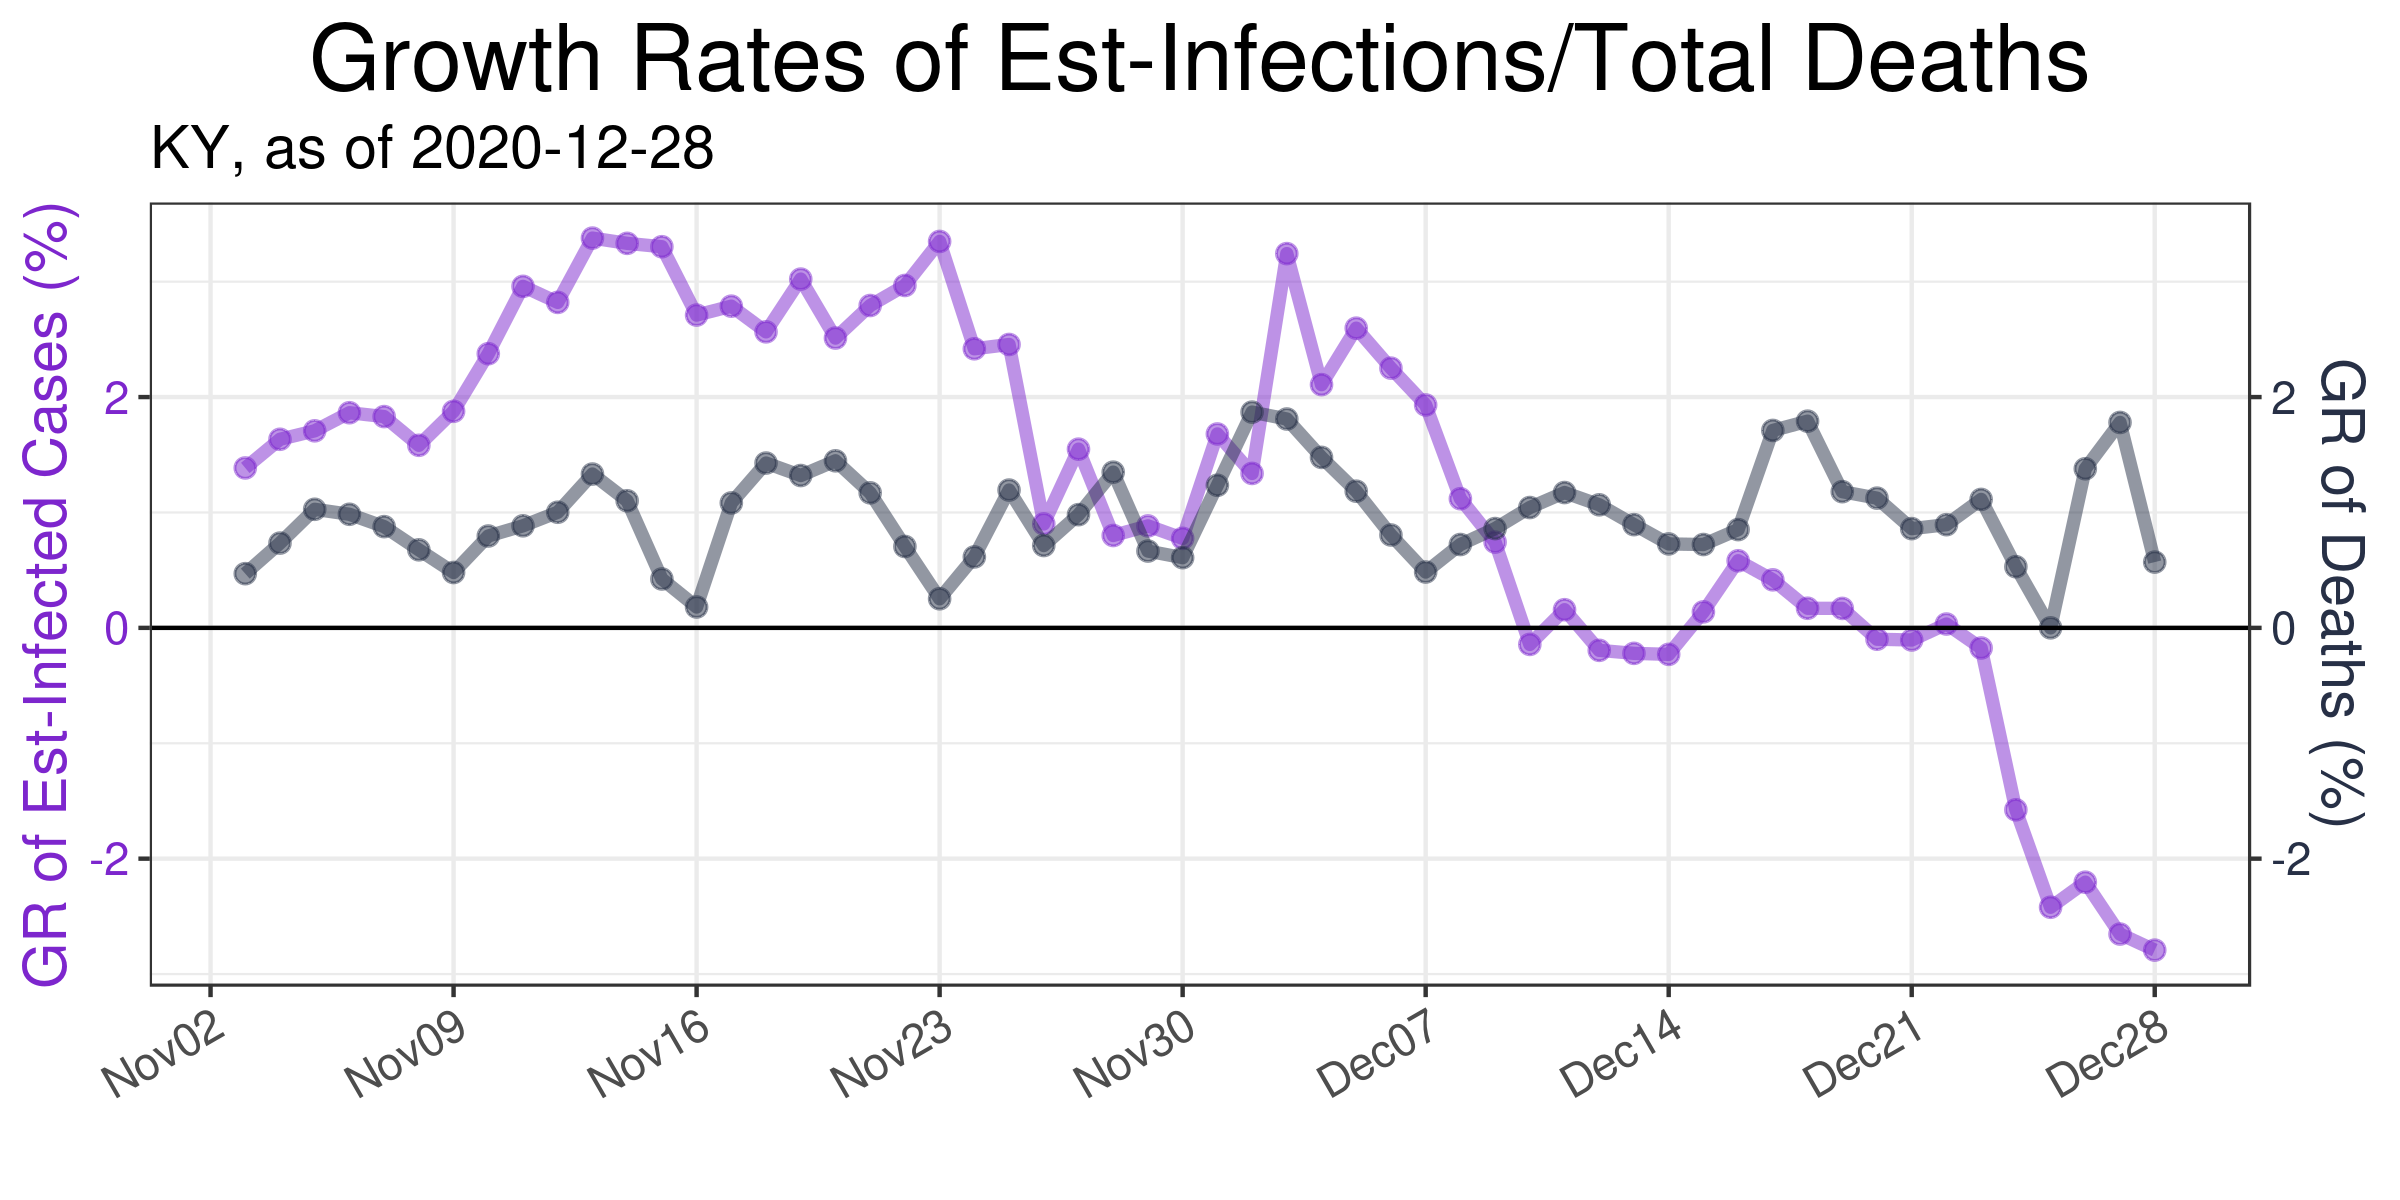 Growth Rates of Est-Infections/Total Deaths
KY, as of 2020-12-28
GR of Est-Infected Cases (%)
2
0
-2
2
0
-2
GR of Deaths (%)
Nov02
Nov09
Nov16
Nov23
Nov30
Dec07
Dec14
Dec21
Dec28